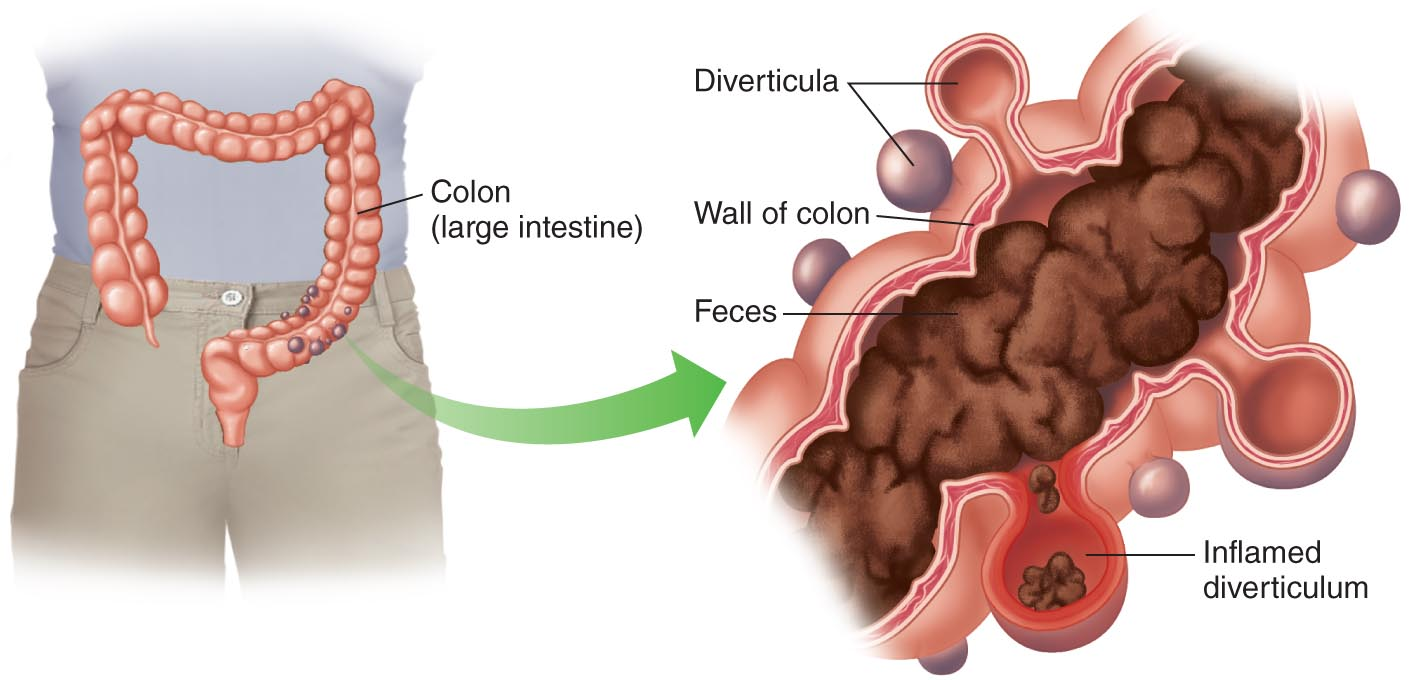 Diverticula
Colon
(large intestine)
Wall of colon
Feces
Inflamed
diverticulum